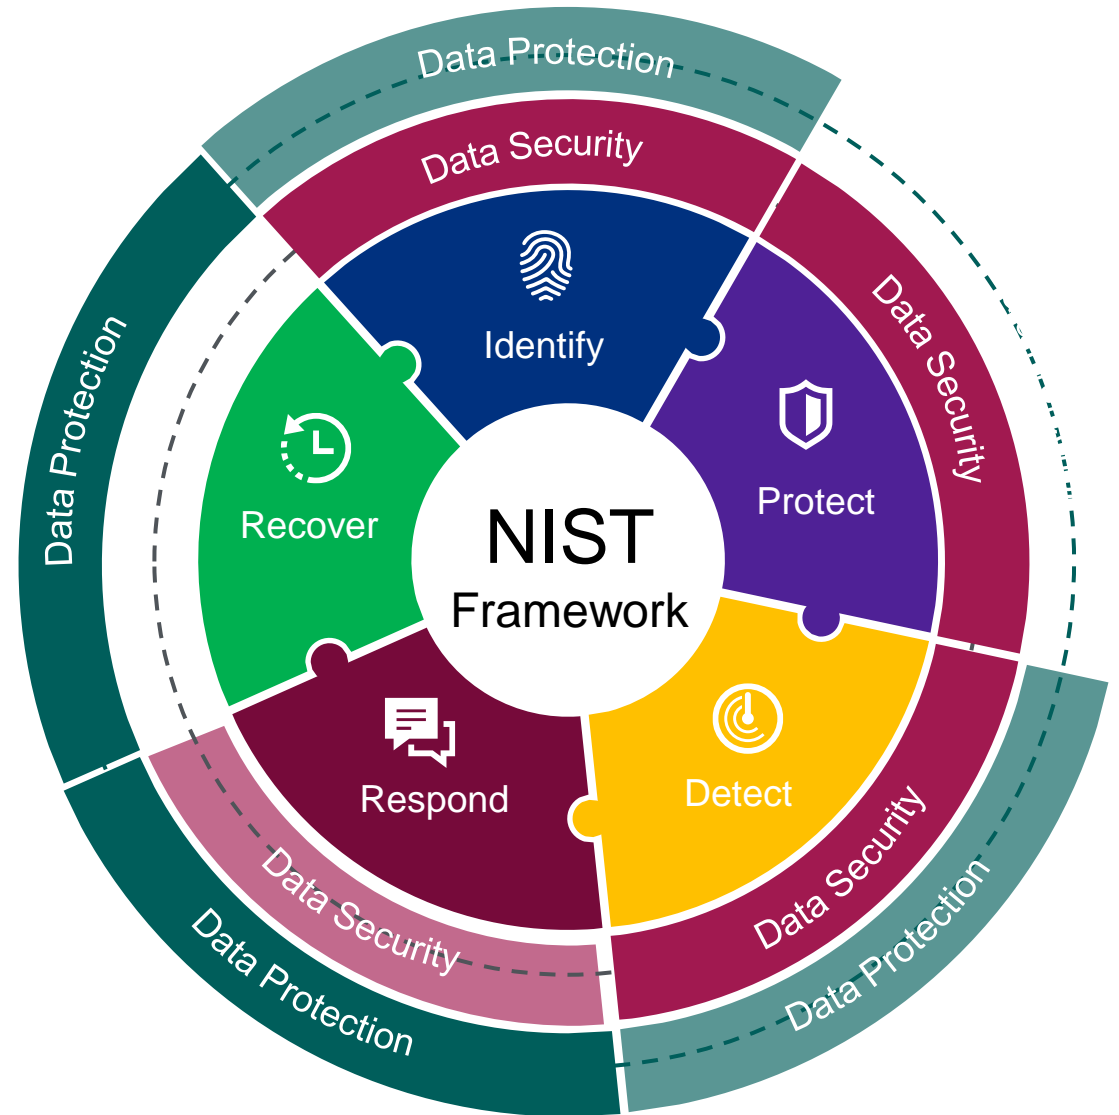 Data Protection
Data Security
Identify
Data Security
Protect
Data Protection
Recover
NIST
Framework
Respond
Detect
Data Security
Data Protection
Data Security
Data Protection